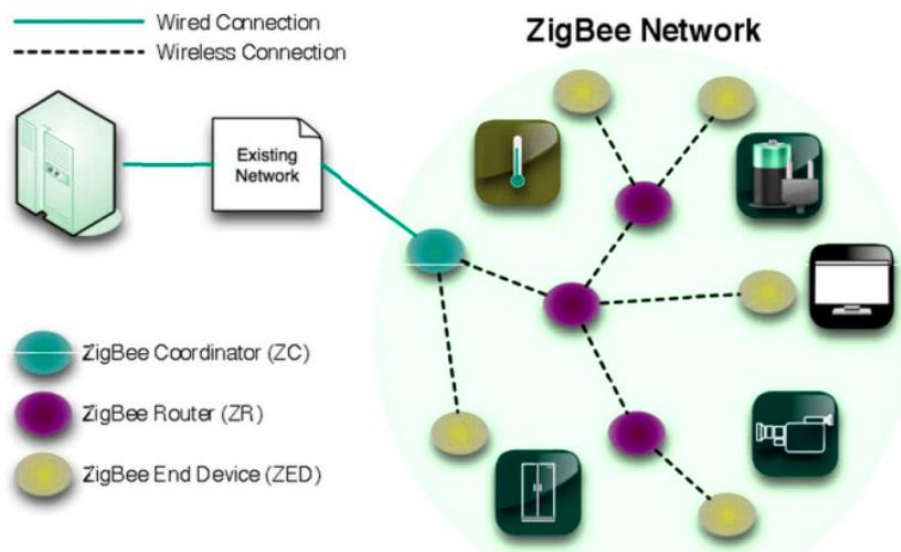 Wired Connection
Wireless Connection
ZigBee Network
Existing
Network
ZigBee Coordinator (ZC)
ZigBee Router (ZR)
ZigBee End Device (ZED)